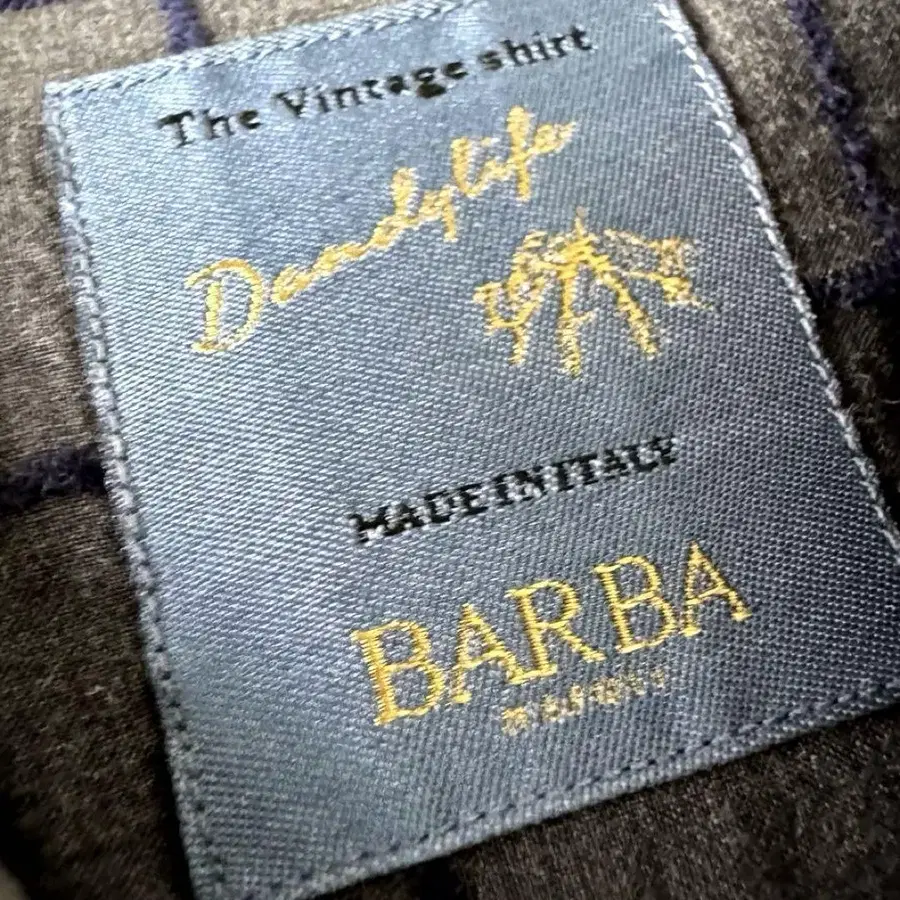 The Vintage shirt
Dandylife
MADE IN ITALY
BARBA